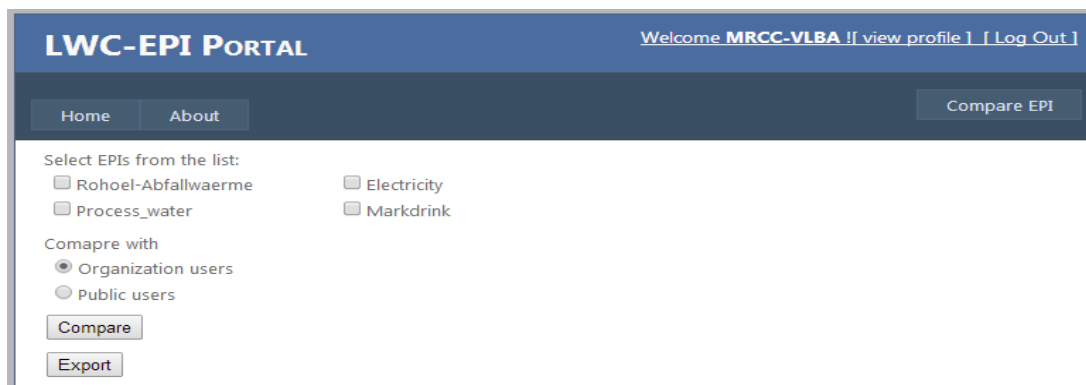 LWC-EPI PORTAL
Welcome MRCC-VLBA ![ view profile ] [ Log Out ]
Home About Compare EPI
Select EPIs from the list:
Rohoel-Abfallwaerme Electricity
Process_water Markdrink
Comapre with
Organization users
Public users
Compare
Export